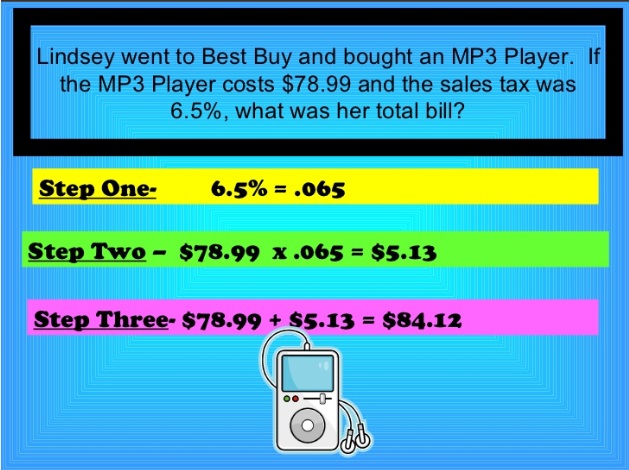 Lindsey went to Best Buy and bought an MP3 Player.  If
the MP3 Player costs $78.99 and the sales tax was
6.5%, what was her total bill?
Step One-        6.5% = .065
Step Two –  $78.99  x .065 = $5.13
Step Three- $78.99 + $5.13 = $84.12